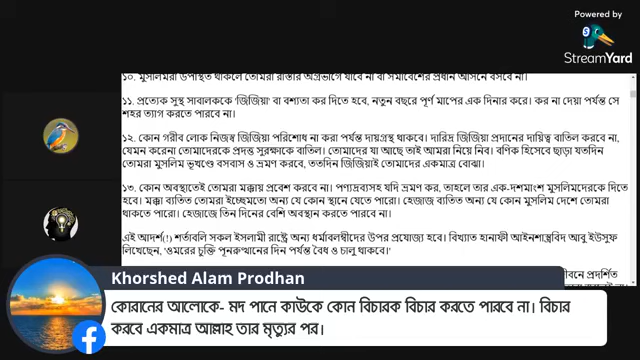 Powered by
StreamYard
১০. মুসলিমরা উপস্থিত থাকলে তোমরা রাস্তার অগ্রভাগে যাবে না বা সমাবেশের প্রধান আসনে বসবে না।
১১. প্রত্যেক সুস্থ সাবালককে 'জিজিয়া' বা বশ্যতা কর দিতে হবে, নতুন বছরে পূর্ণ মাপের এক দিনার করে। কর না দেয়া পর্যন্ত সে
শহর ত্যাগ করতে পারবে না।
১২. কোন গরীব লোক নিজস্ব জিজিয়া পরিশোধ না করা পর্যন্ত দায়গ্রস্থ থাকবে। দারিদ্র জিজিয়া প্রদানের দায়িত্ব বাতিল করবে না,
যেমন করেনা তোমাদেরকে প্রদত্ত সুরক্ষাকে বাতিল। তোমাদের যা আছে তাই আমরা নিয়ে নিব। বণিক হিসেবে ছাড়া যতদিন
তোমরা মুসলিম ভূখণ্ডে বসবাস ও ভ্রমণ করবে, ততদিন জিজিয়াই তোমাদের একমাত্র বোঝা।
১৩. কোন অবস্থাতেই তোমরা মক্কায় প্রবেশ করবে না। পণ্যদ্রব্যসহ যদি ভ্রমণ কর, তাহলে তার এক-দশমাংশ মুসলিমদেরকে দিতে
হবে। মক্কা ব্যতিত তোমরা ইচ্ছেমতো অন্য যে কোন স্থানে যেতে পারো। হেজাজ ব্যতিত অন্য যে কোন মুসলিম দেশে তোমরা
থাকতে পারো। হেজাজে তিন দিনের বেশি অবস্থান করতে পারবে না।
এই আদর্শ(!) শর্তাবলি সকল ইসলামী রাষ্ট্রে অন্য ধর্মাবলম্বীদের উপর প্রযোজ্য হবে। বিখ্যাত হানাফী আইনশাস্ত্রবিদ আবু ইউসুফ
লিখেছেন, 'ওমরের চুক্তি পুনরুত্থানের দিন পর্যন্ত বৈধ ও চালু থাকবে।'
প্রদর্শিত
Khorshed Alam Prodhan
কোরানের আলোকে- মদ পানে কাউকে কোন বিচারক বিচার করতে পারবে না। বিচার
করবে একমাত্র আল্লাহ তার মৃত্যুর পর।